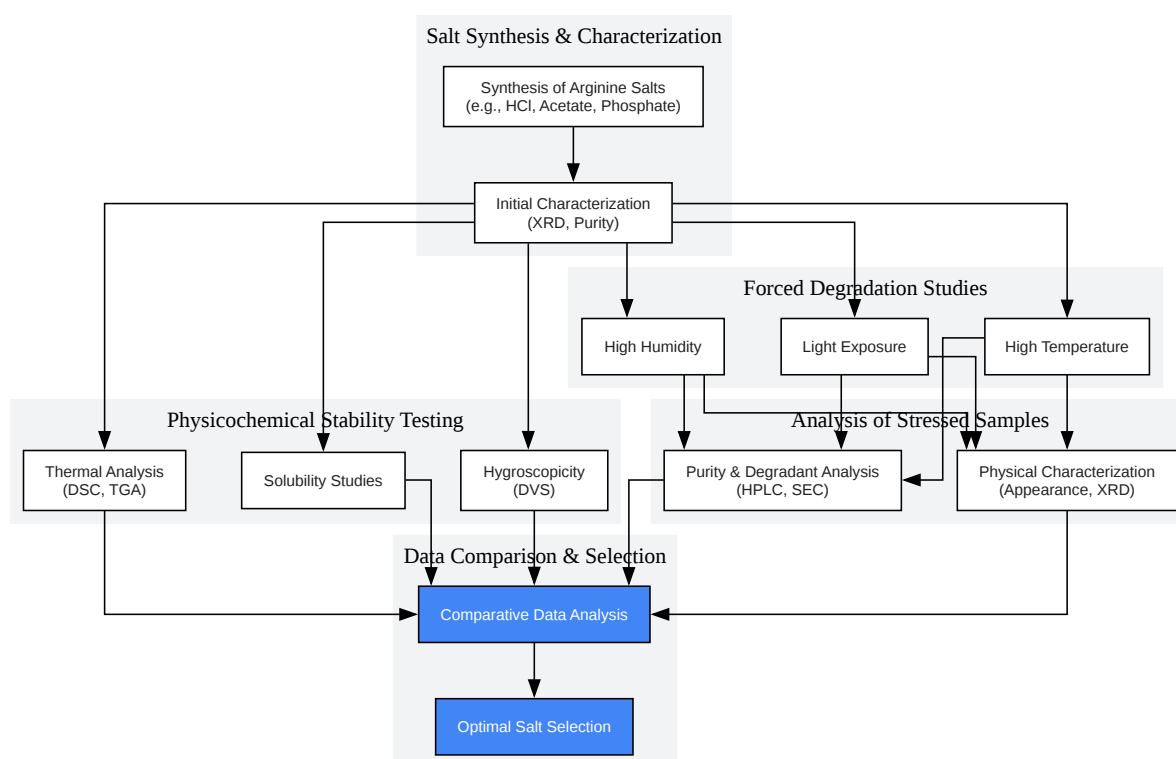 Salt Synthesis & Characterization
Synthesis of Arginine Salts
(e.g., HCl, Acetate, Phosphate)
Initial Characterization
(XRD, Purity)
Forced Degradation Studies
High Humidity
Light Exposure
High Temperature
Physicochemical Stability Testing
Analysis of Stressed Samples
Thermal Analysis
(DSC, TGA)
Solubility Studies
Hygroscopicity
(DVS)
Purity & Degradant Analysis
(HPLC, SEC)
Physical Characterization
(Appearance, XRD)
Data Comparison & Selection
Comparative Data Analysis
Optimal Salt Selection